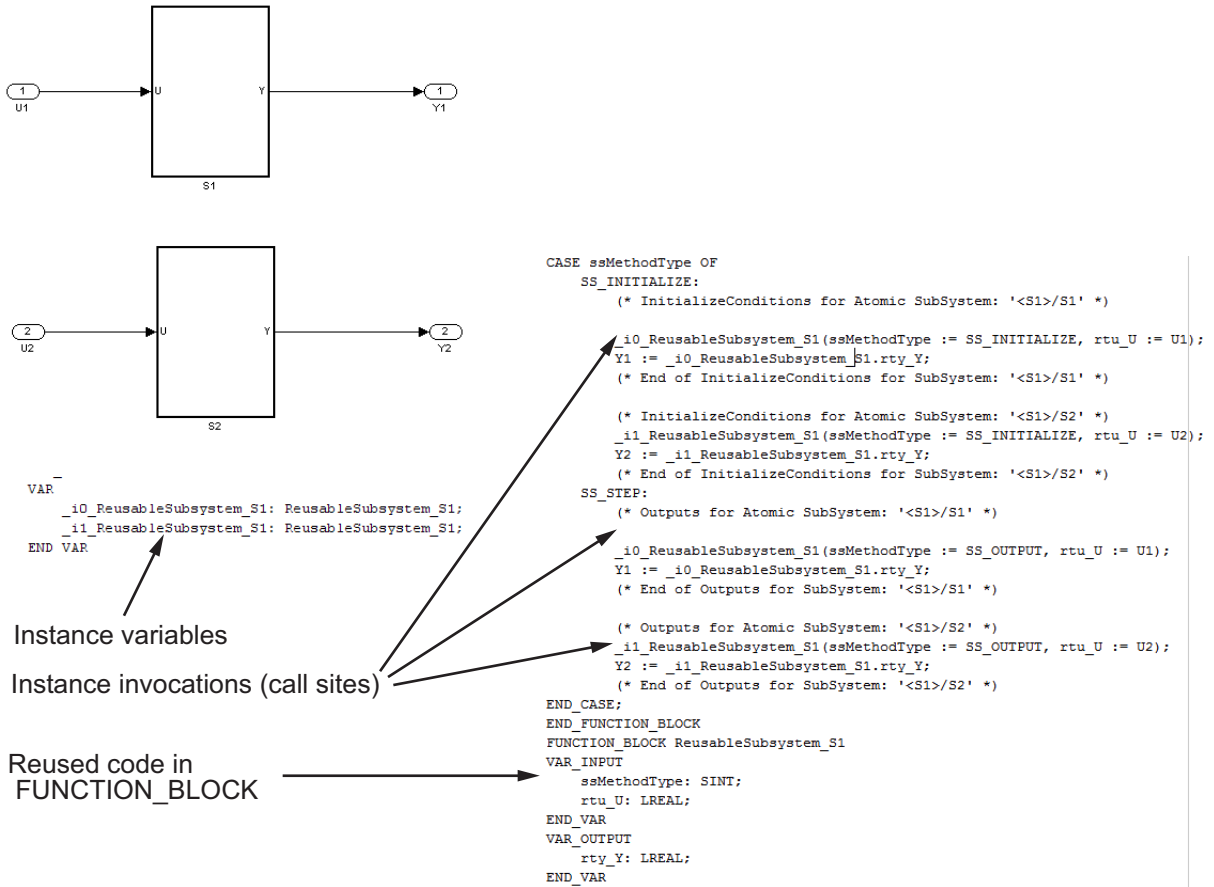 1
U1
U
Y
S1
1
Y1
2
U2
U
Y
S2
2
Y2
VAR
_i0_ReusableSubsystem_S1: ReusableSubsystem_S1;
_i1_ReusableSubsystem_S1: ReusableSubsystem_S1;
END_VAR
Instance variables
Instance invocations (call sites)
Reused code in
FUNCTION_BLOCK
CASE ssMethodType OF
SS_INITIALIZE:
(* InitializeConditions for Atomic SubSystem: '<S1>/S1' *)
_i0_ReusableSubsystem_S1(ssMethodType := SS_INITIALIZE, rtu_U := U1);
Y1 := _i0_ReusableSubsystem_S1.rty_Y;
(* End of InitializeConditions for SubSystem: '<S1>/S1' *)
(* InitializeConditions for Atomic SubSystem: '<S1>/S2' *)
_i1_ReusableSubsystem_S1(ssMethodType := SS_INITIALIZE, rtu_U := U2);
Y2 := _i1_ReusableSubsystem_S1.rty_Y;
(* End of InitializeConditions for SubSystem: '<S1>/S2' *)
SS_STEP:
(* Outputs for Atomic SubSystem: '<S1>/S1' *)
_i0_ReusableSubsystem_S1(ssMethodType := SS_OUTPUT, rtu_U := U1);
Y1 := _i0_ReusableSubsystem_S1.rty_Y;
(* End of Outputs for SubSystem: '<S1>/S1' *)
(* Outputs for Atomic SubSystem: '<S1>/S2' *)
_i1_ReusableSubsystem_S1(ssMethodType := SS_OUTPUT, rtu_U := U2);
Y2 := _i1_ReusableSubsystem_S1.rty_Y;
(* End of Outputs for SubSystem: '<S1>/S2' *)
END_CASE;
END_FUNCTION_BLOCK
FUNCTION_BLOCK ReusableSubsystem_S1
VAR_INPUT
ssMethodType: SINT;
rtu_U: LREAL;
END_VAR
VAR_OUTPUT
rty_Y: LREAL;
END_VAR